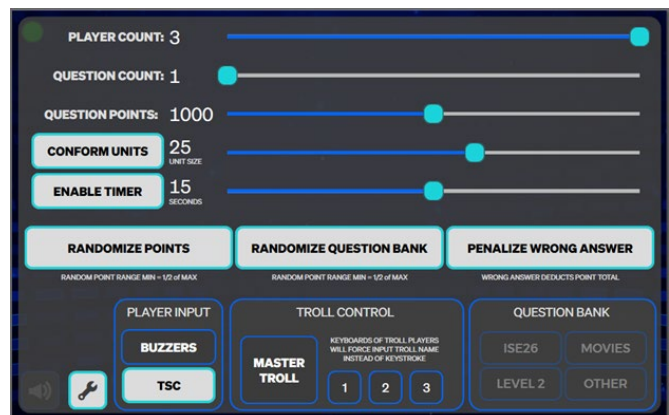 PLAYER COUNT: 3
QUESTION COUNT: 1
QUESTION POINTS: 1000
CONFORM UNITS 25
UNIT SIZE
ENABLE TIMER 15
SECONDS
RANDOMIZE POINTS RANDOMIZE QUESTION BANK PENALIZE WRONG ANSWER
RANDOM POINT RANGE MIN = 1/2 of MAX RANDOM POINT RANGE MIN = 1/2 of MAX WRONG ANSWER DEDUCTS POINT TOTAL
PLAYER INPUT
BUZZERS
TSC
TROLL CONTROL
MASTER
TROLL
KEYBOARDS OF TROLL PLAYERS
WILL FORCE INPUT TROLL NAME
INSTEAD OF KEYSTROKE
1 2 3
QUESTION BANK
ISE26 MOVIES
LEVEL 2 OTHER